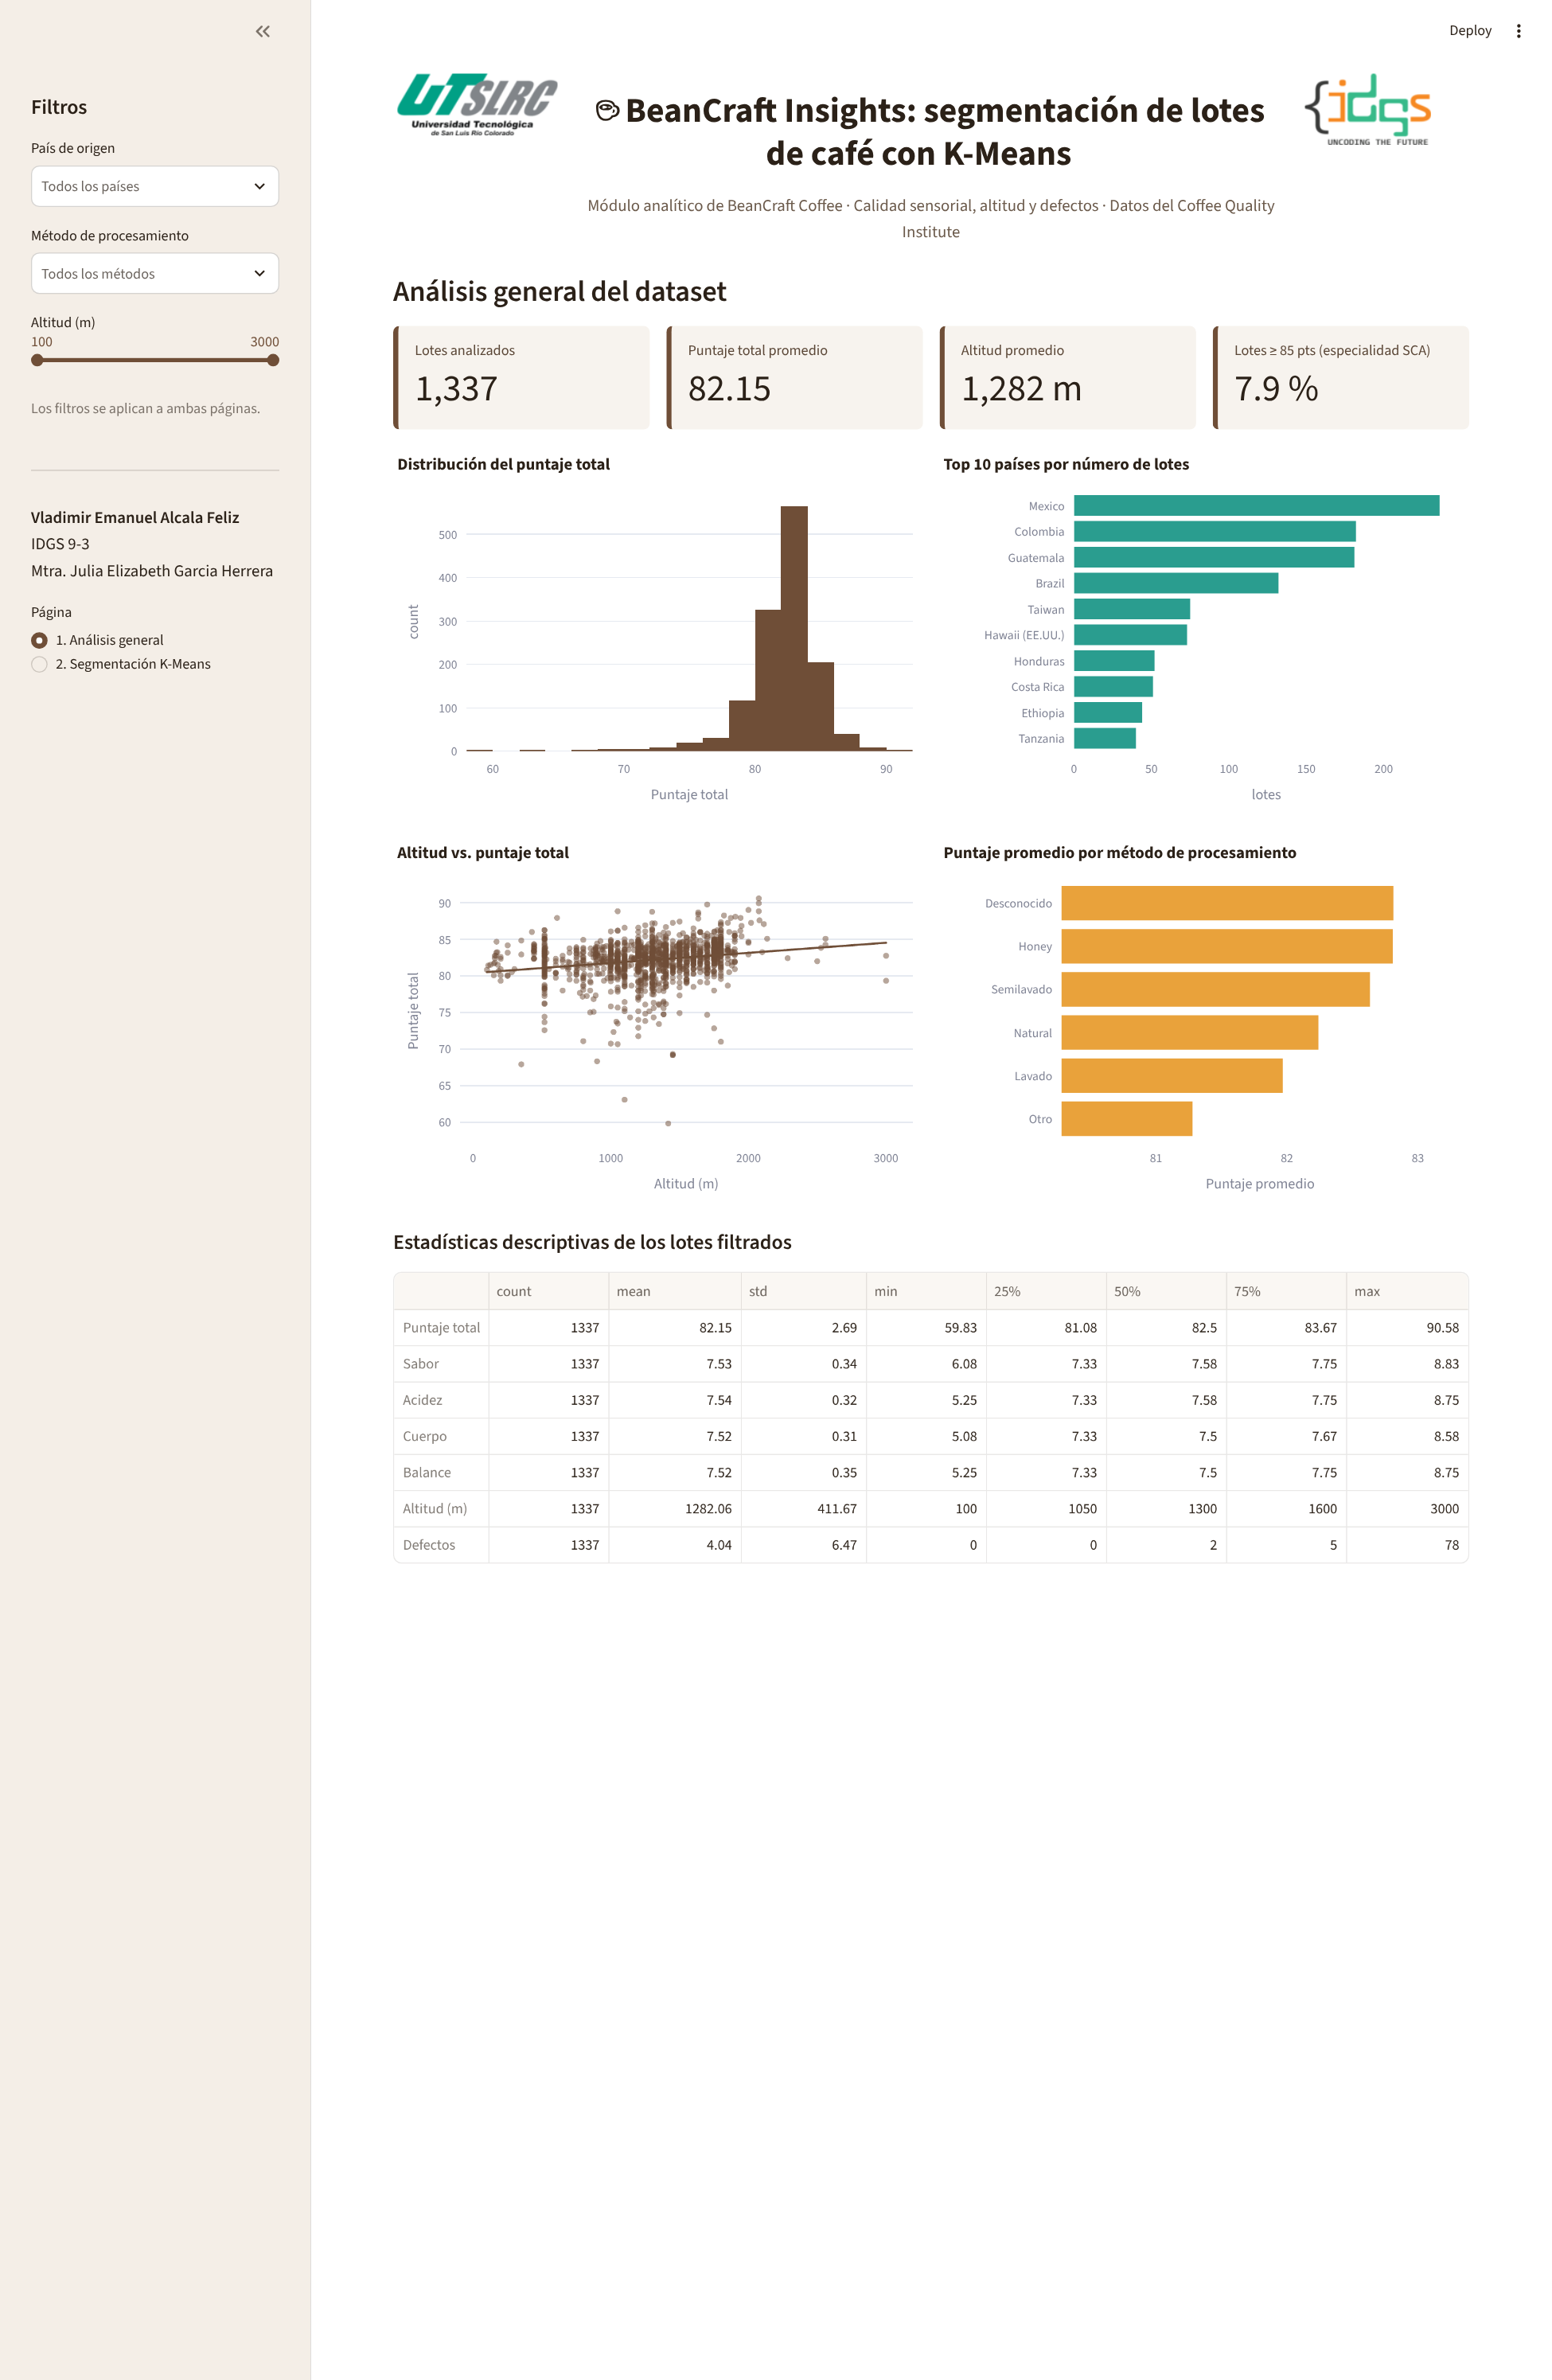 Deploy
Filtros
País de origen
Todos los países
Método de procesamiento
Todos los métodos
Altitud (m)
100 3000
Los filtros se aplican a ambas páginas.
Vladimir Emanuel Alcala Feliz
IDGS 9-3
Mtra. Julia Elizabeth Garcia Herrera
Página
1. Análisis general
2. Segmentación K-Means
UTSLRC
Universidad Tecnológica
de San Luis Río Colorado
BeanCraft Insights: segmentación de lotes
de café con K-Means
{idgs
UNCODING THE FUTURE
Módulo analítico de BeanCraft Coffee · Calidad sensorial, altitud y defectos · Datos del Coffee Quality
Institute
Análisis general del dataset
Lotes analizados
1,337
Puntaje total promedio
82.15
Altitud promedio
1,282 m
Lotes ≥ 85 pts (especialidad SCA)
7.9 %
Distribución del puntaje total
500
400
300
200
100
0
count
60 70 80 90
Puntaje total
Top 10 países por número de lotes
Mexico
Colombia
Guatemala
Brazil
Taiwan
Hawaii (EE.UU.)
Honduras
Costa Rica
Ethiopia
Tanzania
0 50 100 150 200
lotes
Altitud vs. puntaje total
90
85
80
75
70
65
60
Puntaje total
0 1000 2000 3000
Altitud (m)
Puntaje promedio por método de procesamiento
Desconocido
Honey
Semilavado
Natural
Lavado
Otro
81 82 83
Puntaje promedio
Estadísticas descriptivas de los lotes filtrados
count mean std min 25% 50% 75% max
Puntaje total 1337 82.15 2.69 59.83 81.08 82.5 83.67 90.58
Sabor 1337 7.53 0.34 6.08 7.33 7.58 7.75 8.83
Acidez 1337 7.54 0.32 5.25 7.33 7.58 7.75 8.75
Cuerpo 1337 7.52 0.31 5.08 7.33 7.5 7.67 8.58
Balance 1337 7.52 0.35 5.25 7.33 7.5 7.75 8.75
Altitud (m) 1337 1282.06 411.67 100 1050 1300 1600 3000
Defectos 1337 4.04 6.47 0 0 2 5 78